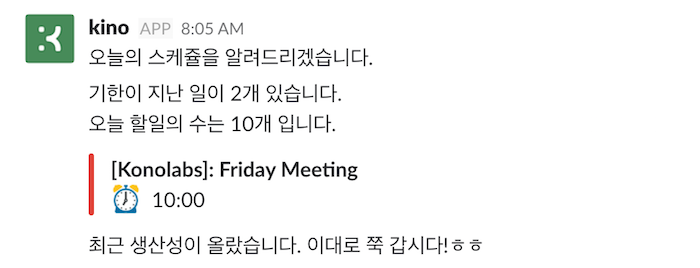 kino APP 8:05 AM
오늘의 스케쥴을 알려드리겠습니다.
기한이 지난 일이 2개 있습니다.
오늘 할일의 수는 10개 입니다.
[Konolabs]: Friday Meeting
⏰ 10:00
최근 생산성이 올랐습니다. 이대로 쭉 갑시다!ㅎㅎ